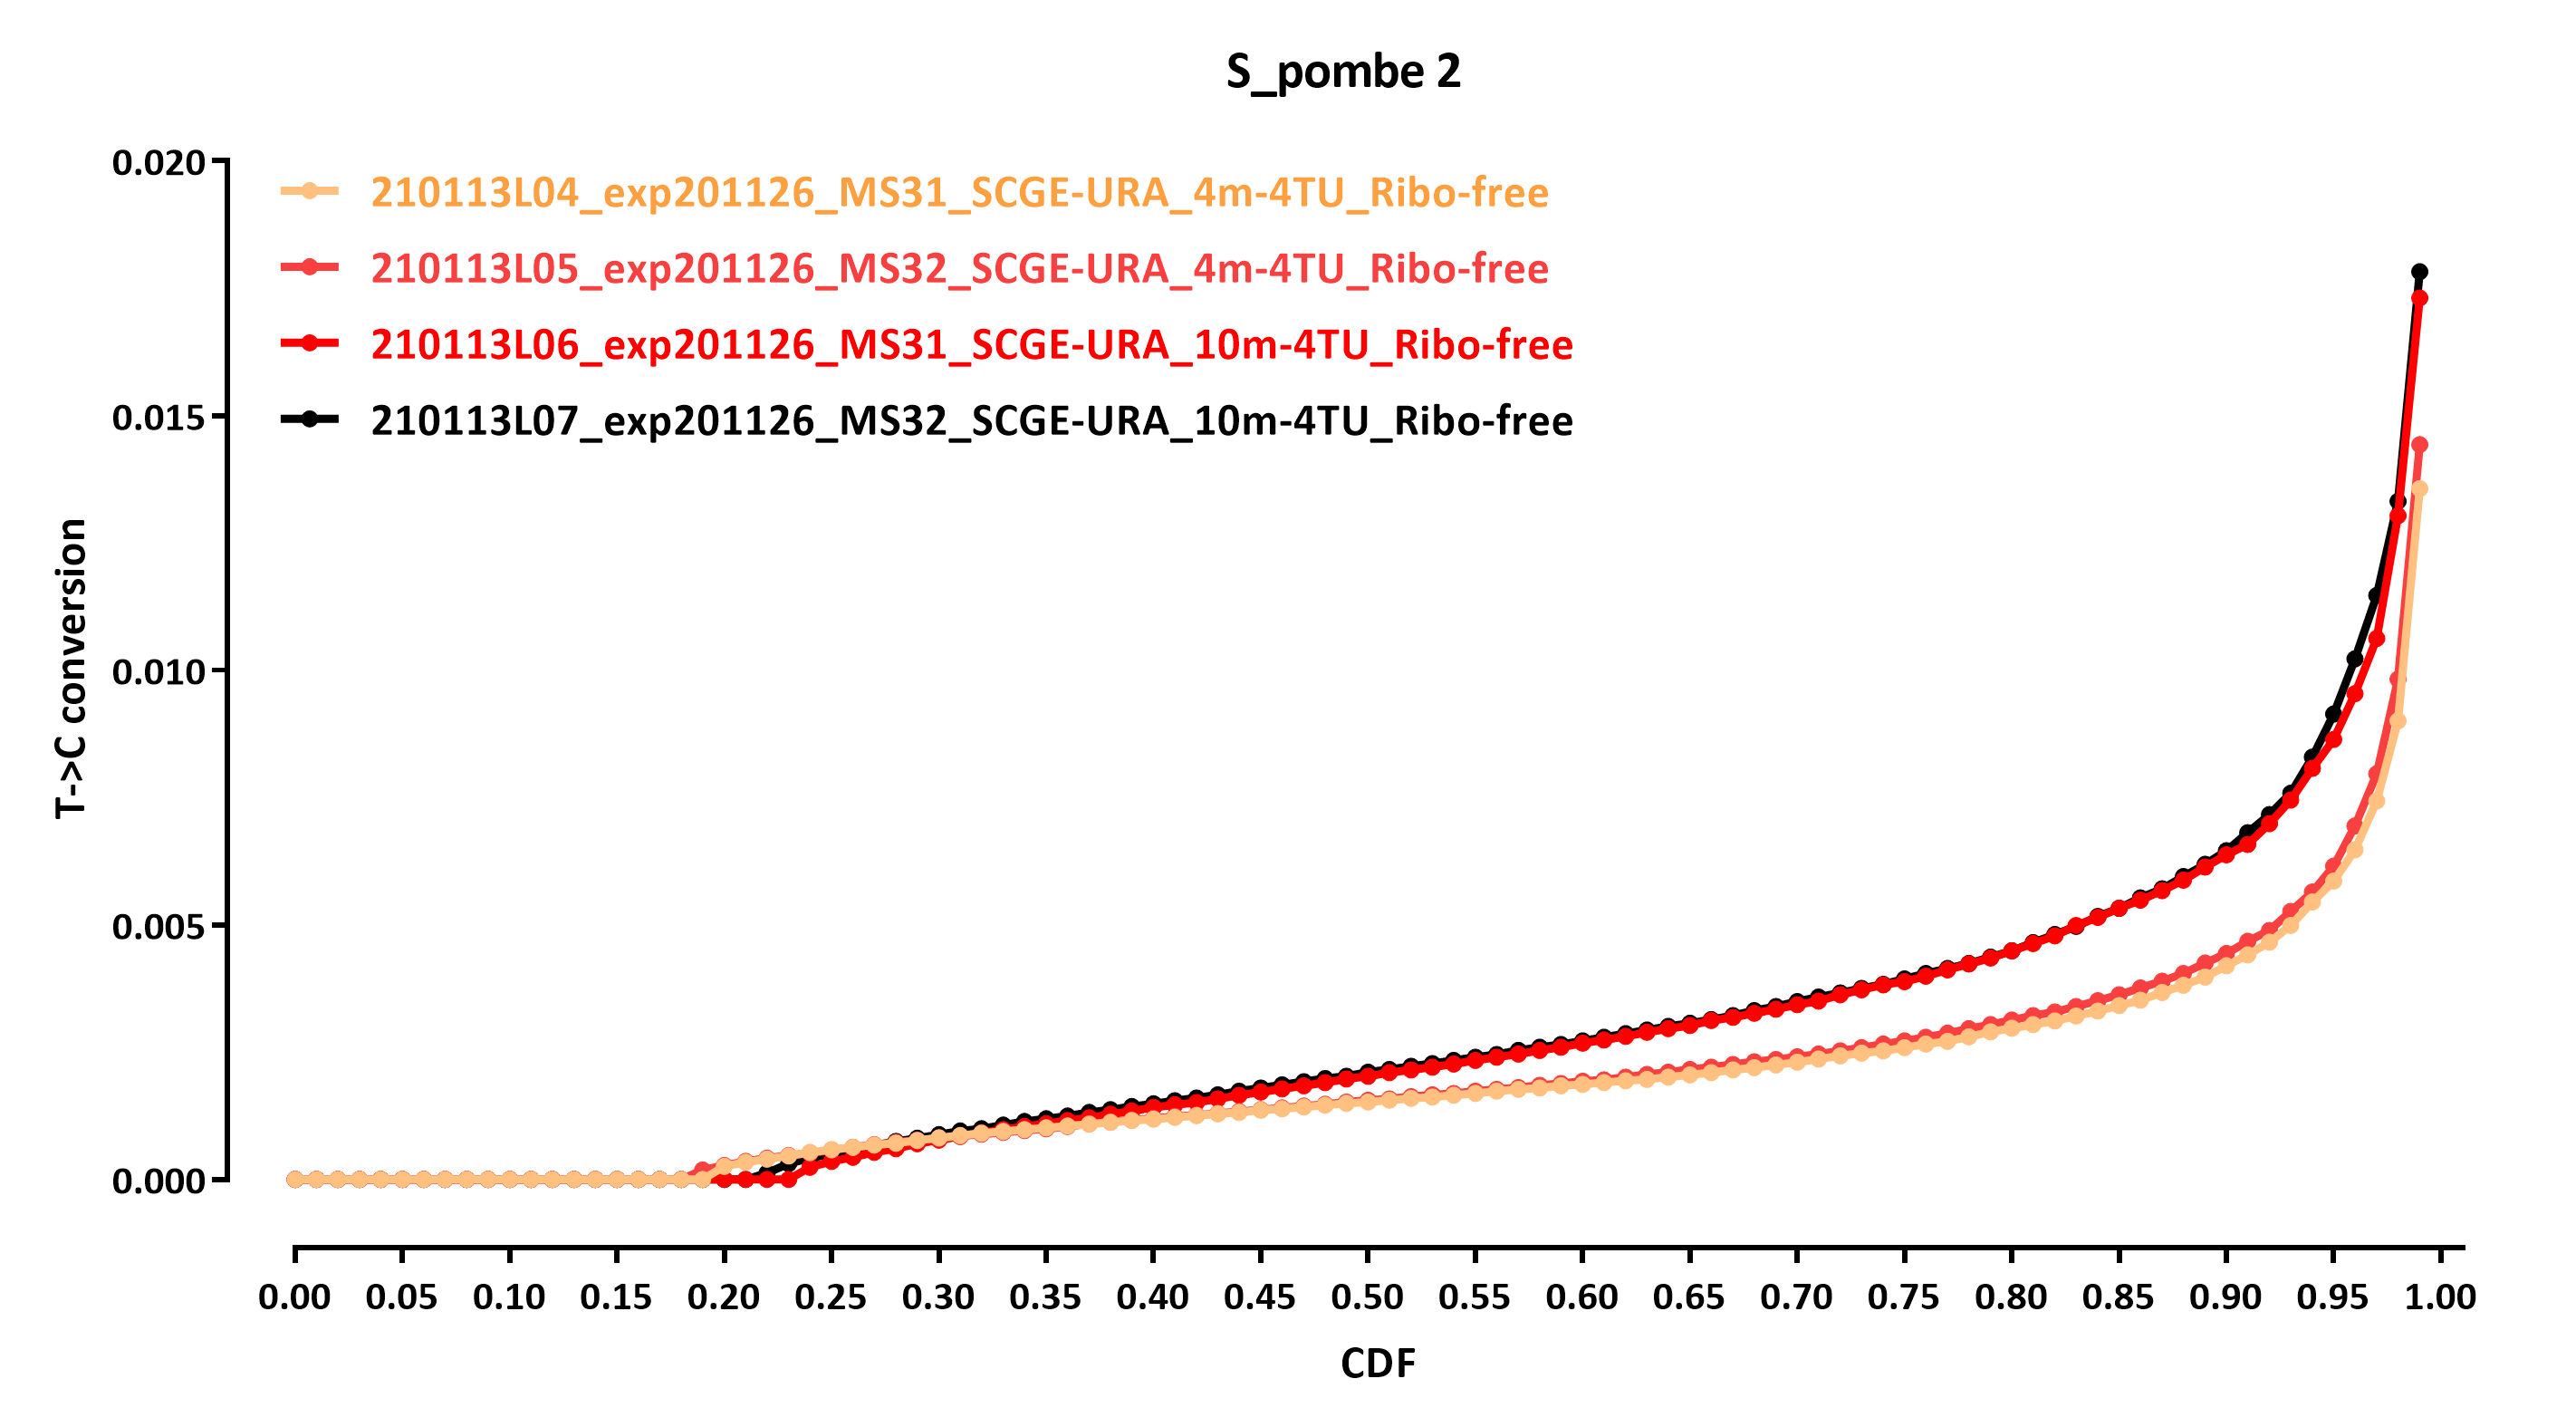 S_pombe 2
0.020
210113L04_exp201126_MS31_SCGE-URA_4m-4TU_Ribo-free
210113L05_exp201126_MS32_SCGE-URA_4m-4TU_Ribo-free
210113L06_exp201126_MS31_SCGE-URA_10m-4TU_Ribo-free
0.015
210113L07_exp201126_MS32_SCGE-URA_10m-4TU_Ribo-free
T->C conversion
0.010
0.005
0.000
0.00 0.05 0.10 0.15 0.20 0.25 0.30 0.35 0.40 0.45 0.50 0.55 0.60 0.65 0.70 0.75 0.80 0.85 0.90 0.95 1.00
CDF